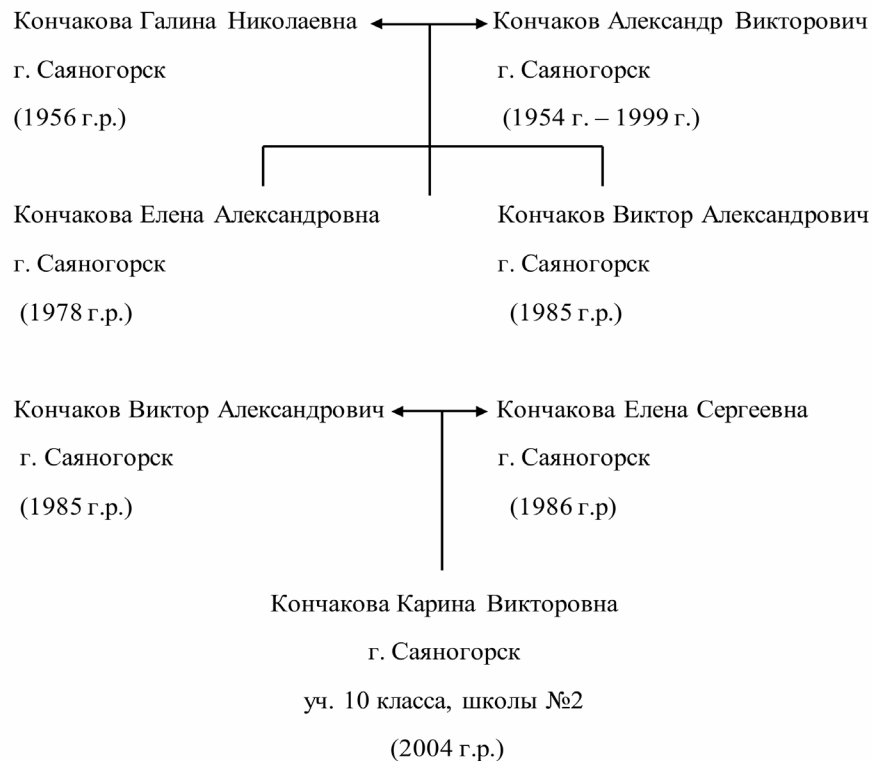 Кончакова Галина Николаевна Кончаков Александр Викторович
г. Саяногорск г. Саяногорск
(1956 г.р.) (1954 г. – 1999 г.)
Кончакова Елена Александровна Кончаков Виктор Александрович
г. Саяногорск г. Саяногорск
(1978 г.р.) (1985 г.р.)
Кончаков Виктор Александрович Кончакова Елена Сергеевна
г. Саяногорск г. Саяногорск
(1985 г.р.) (1986 г.р)
Кончакова Карина Викторовна
г. Саяногорск
уч. 10 класса, школы №2
(2004 г.р.)